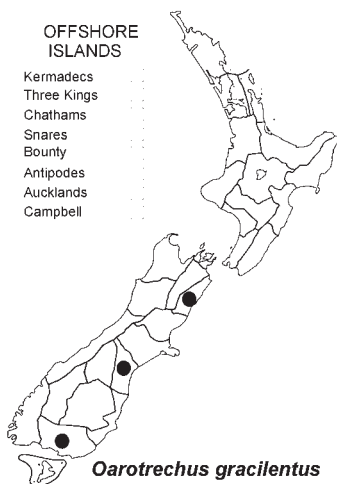 OFFSHORE
ISLANDS
Kermadecs
Three Kings
Chathams
Snares
Bounty
Antipodes
Aucklands
Campbell
Oarotrechus gracilentus